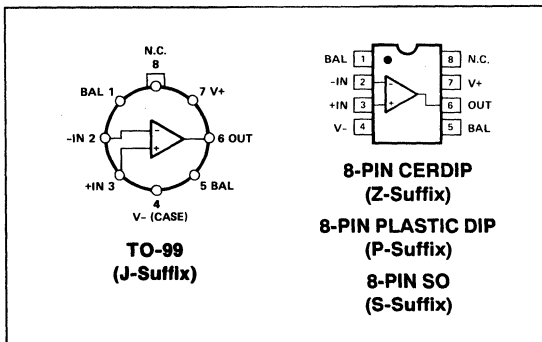 N.C.
8
BAL 1
7 V+
-IN 2
6 OUT
+IN 3
5 BAL
4
V- (CASE)
TO-99
(J-Suffix)
BAL 1
8 N.C.
-IN 2
7 V+
+IN 3
6 OUT
V- 4
5 BAL
8-PIN CERDIP
(Z-Suffix)
8-PIN PLASTIC DIP
(P-Suffix)
8-PIN SO
(S-Suffix)